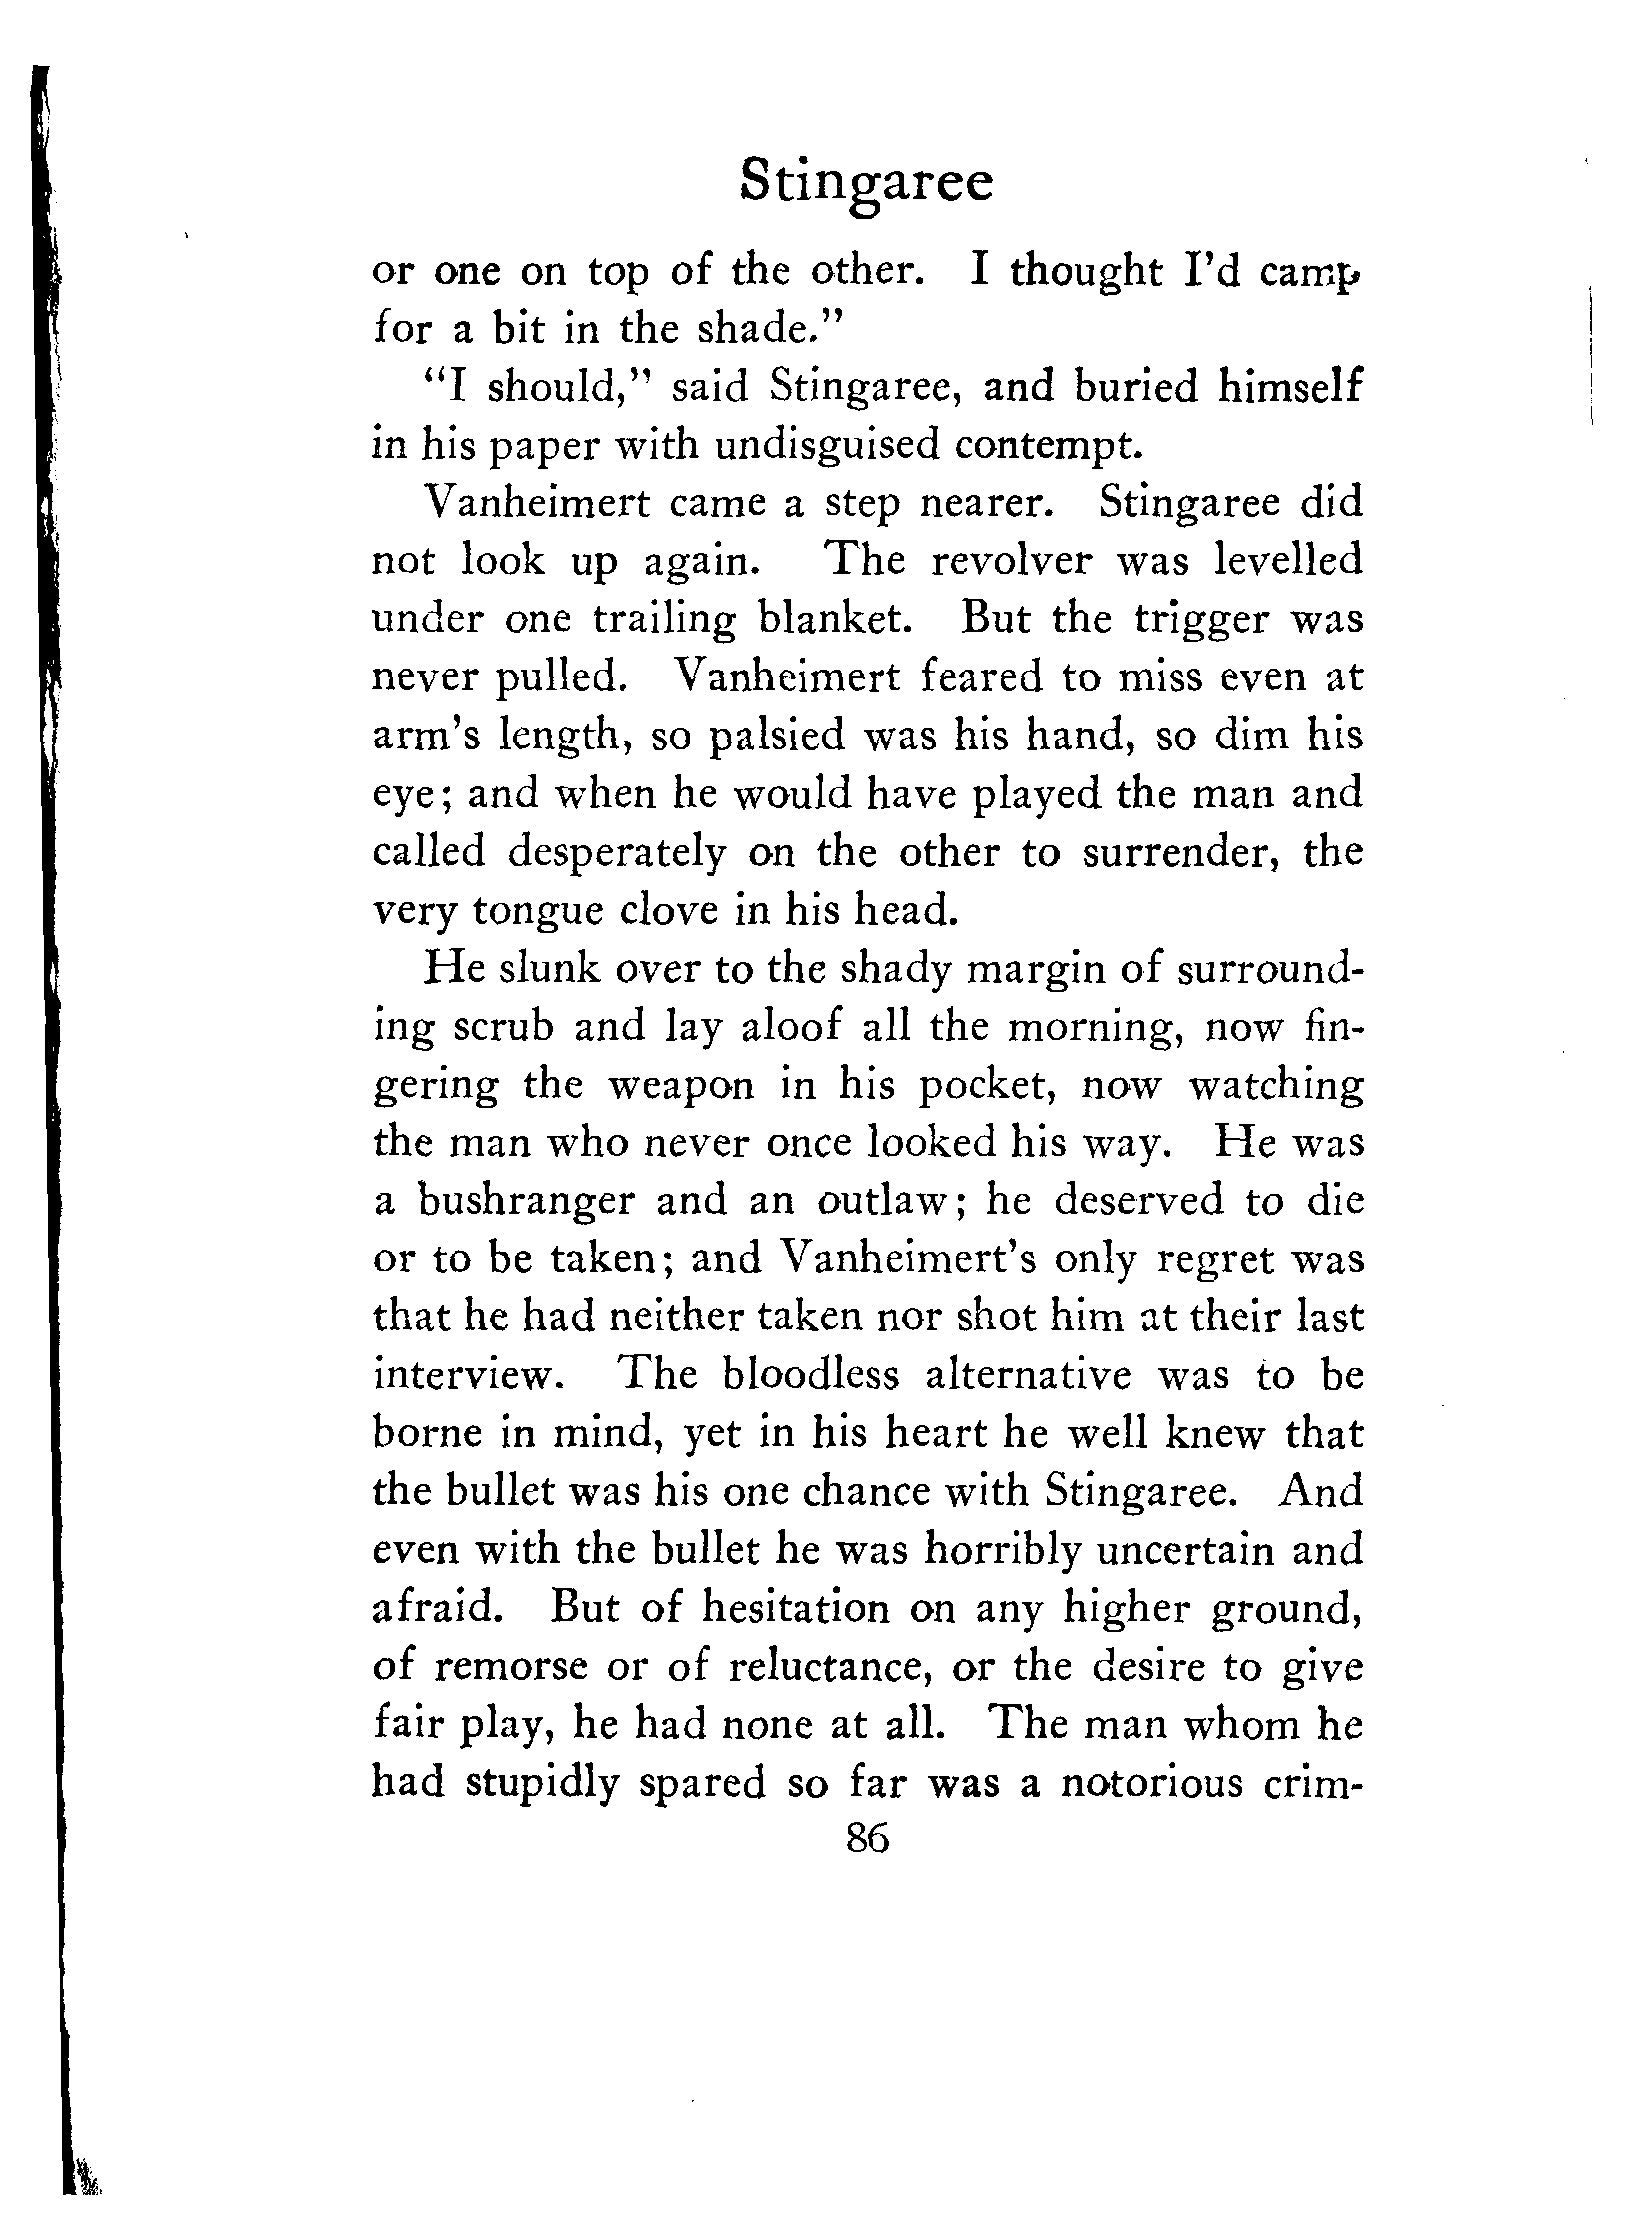 Stingaree
or one on top of the other. I thought I'd camp
for a bit in the shade."
"I should," said Stingaree, and buried himself
in his paper with undisguised contempt.
Vanheimert came a step nearer. Stingaree did
not look up again. The revolver was levelled
under one trailing blanket. But the trigger was
never pulled. Vanheimert feared to miss even at
arm's length, so palsied was his hand, so dim his
eye; and when he would have played the man and
called desperately on the other to surrender, the
very tongue clove in his head.
He slunk over to the shady margin of surround-
ing scrub and lay aloof all the morning, now fin-
gering the weapon in his pocket, now watching
the man who never once looked his way. He was
a bushranger and an outlaw; he deserved to die
or to be taken; and Vanheimert's only regret was
that he had neither taken nor shot him at their last
interview. The bloodless alternative was to be
borne in mind, yet in his heart he well knew that
the bullet was his one chance with Stingaree. And
even with the bullet he was horribly uncertain and
afraid. But of hesitation on any higher ground,
of remorse or of reluctance, or the desire to give
fair play, he had none at all. The man whom he
had stupidly spared so far was a notorious crim-
86